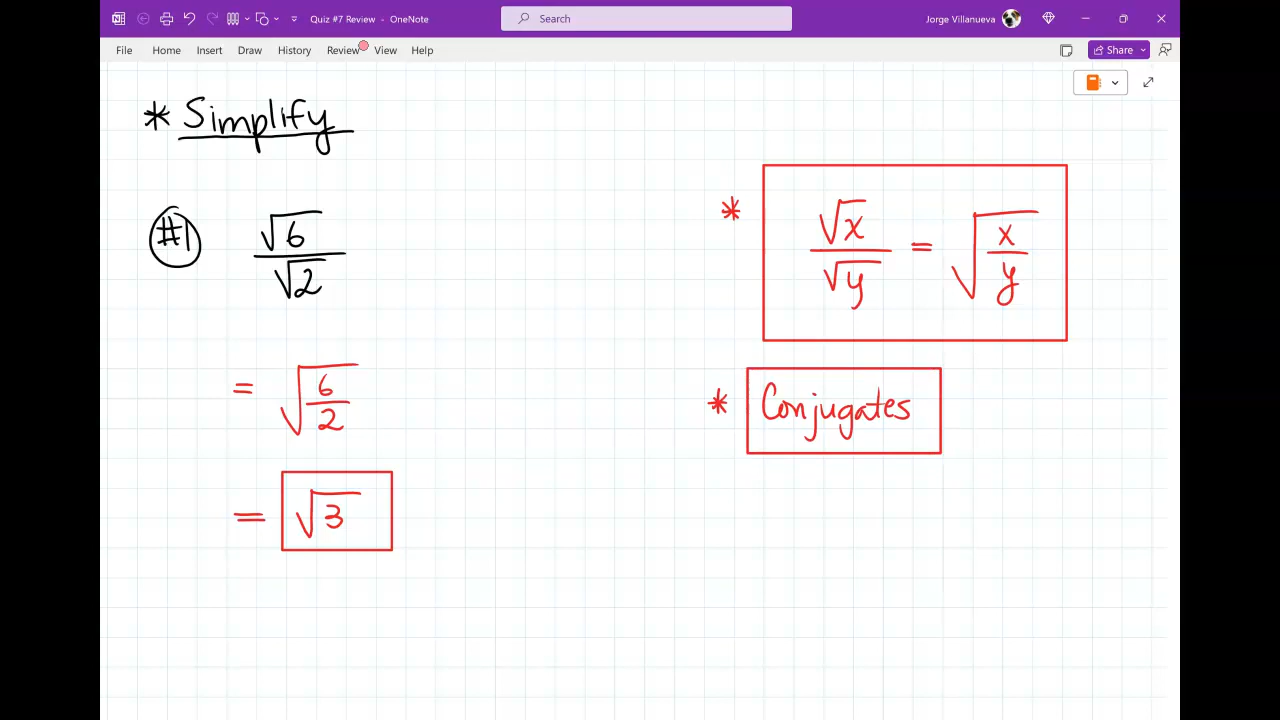 Quiz #7 Review - OneNote
Search
Jorge Villanueva
File Home Insert Draw History Review View Help
Share
* Simplify
#1 √6 / √2
= √(6/2)
= √3
* √x / √y = √(x/y)
* Conjugates